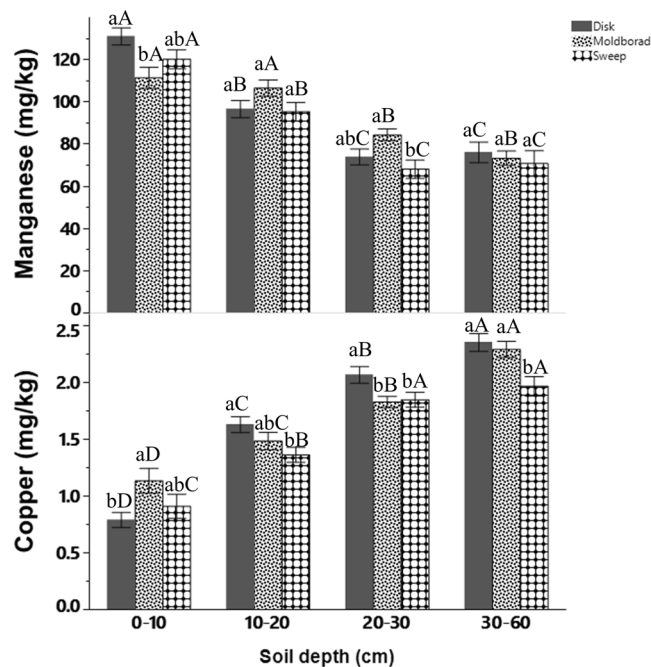 Disk
Moldborad
Sweep
Manganese (mg/kg)
120
100
80
60
40
20
0
aA
bA
abA
aB
aA
aB
abC
aB
bC
aC
aB
aC
Copper (mg/kg)
2.5
2.0
1.5
1.0
0.5
0.0
bD
aD
abC
aC
abC
bB
aB
bB
bA
aA
aA
bA
0-10
10-20
20-30
30-60
Soil depth (cm)